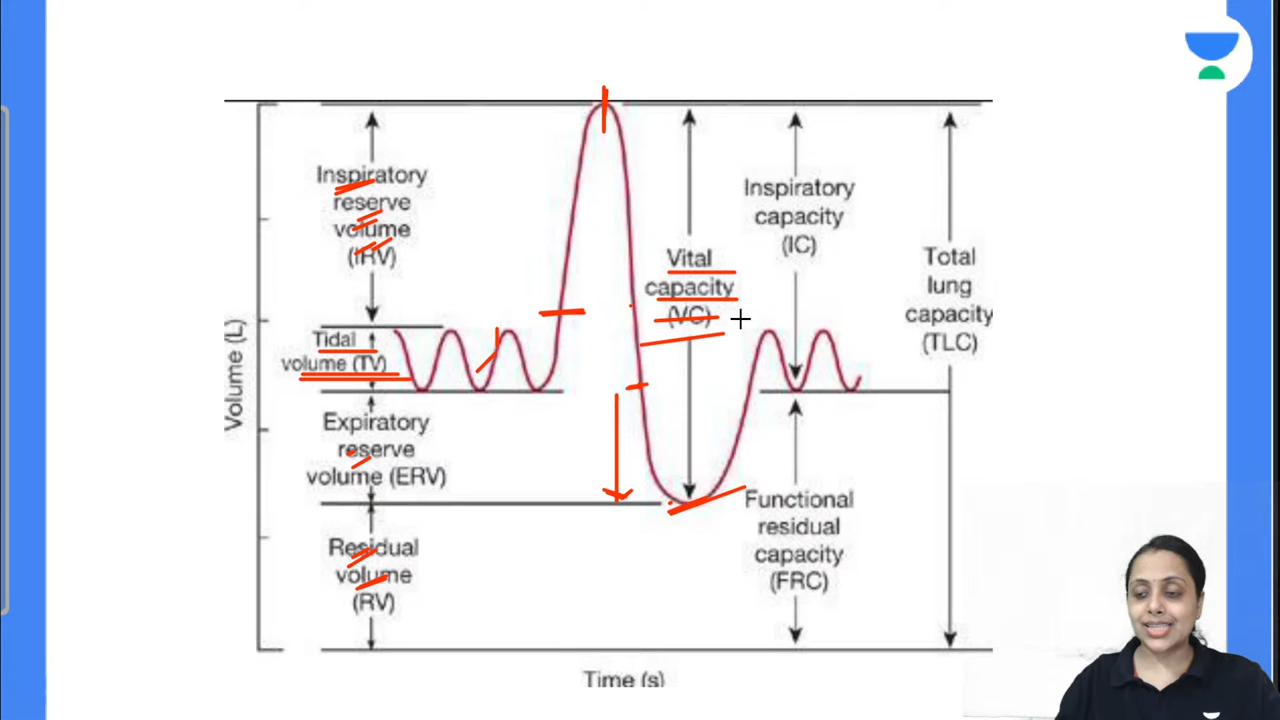 Inspiratory
reserve
volume
(IRV)
Tidal
volume (TV)
Expiratory
reserve
volume (ERV)
Residual
volume
(RV)
Vital
capacity
(VC)
Inspiratory
capacity
(IC)
Functional
residual
capacity
(FRC)
Total
lung
capacity
(TLC)
Volume (L)
Time (s)